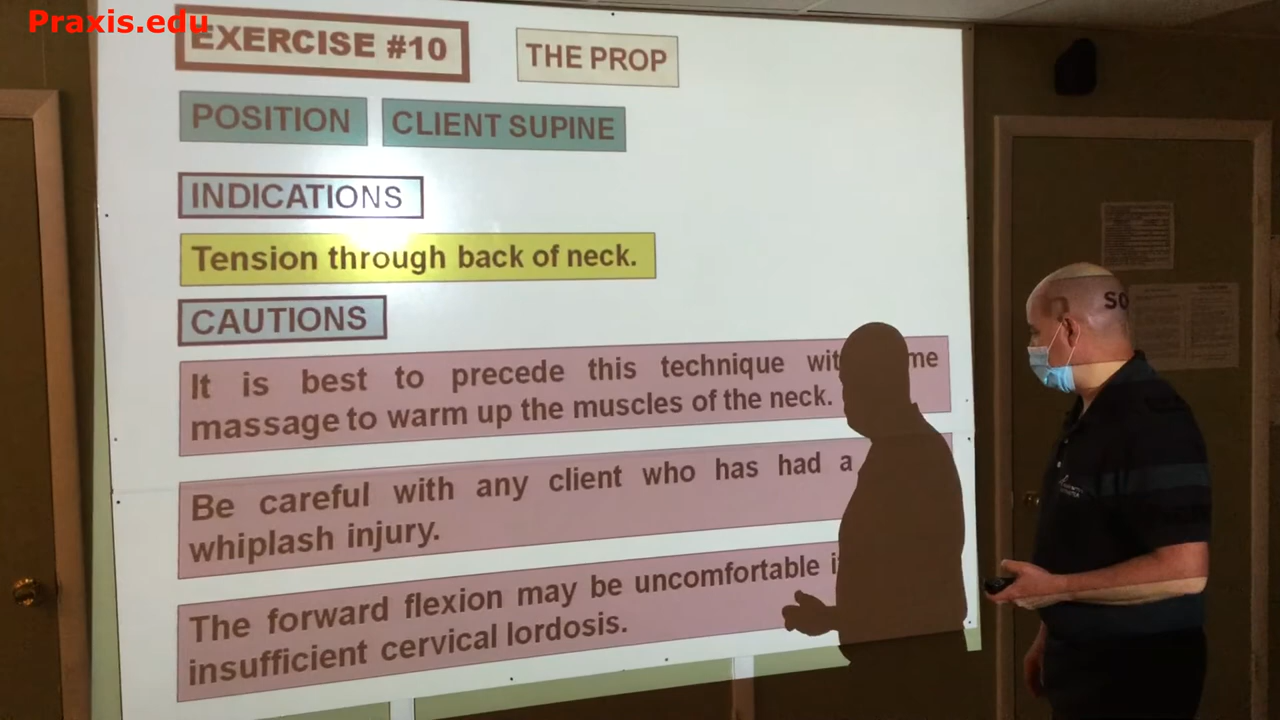 Praxis.edu
EXERCISE #10
THE PROP
POSITION
CLIENT SUPINE
INDICATIONS
Tension through back of neck.
CAUTIONS
It is best to precede this technique
massage to warm up the muscles of the neck.
Be careful with any client who has had a
whiplash injury.
The forward flexion may be uncomfortable
insufficient cervical lordosis.